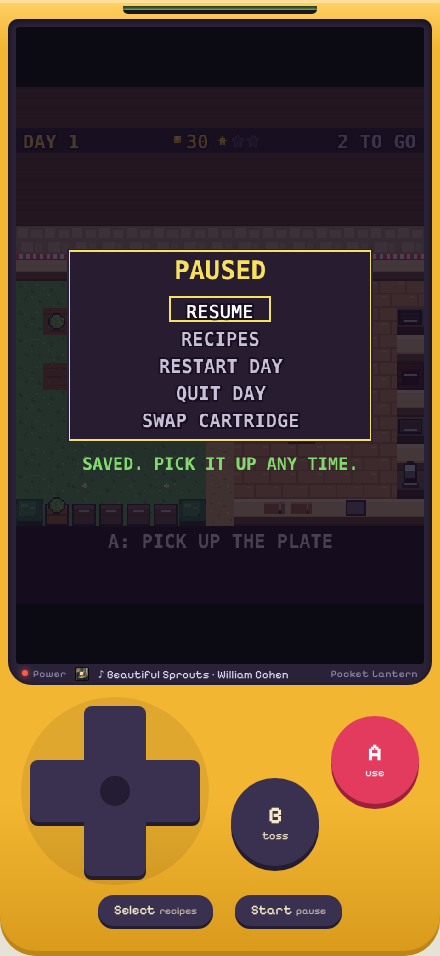 DAY 1 30 2 TO GO
PAUSED
RESUME
RECIPES
RESTART DAY
QUIT DAY
SWAP CARTRIDGE
SAVED. PICK IT UP ANY TIME.
A: PICK UP THE PLATE
Power ♪ Beautiful Sprouts · William Cohen Pocket Lantern
A
use
B
toss
Select recipes Start pause